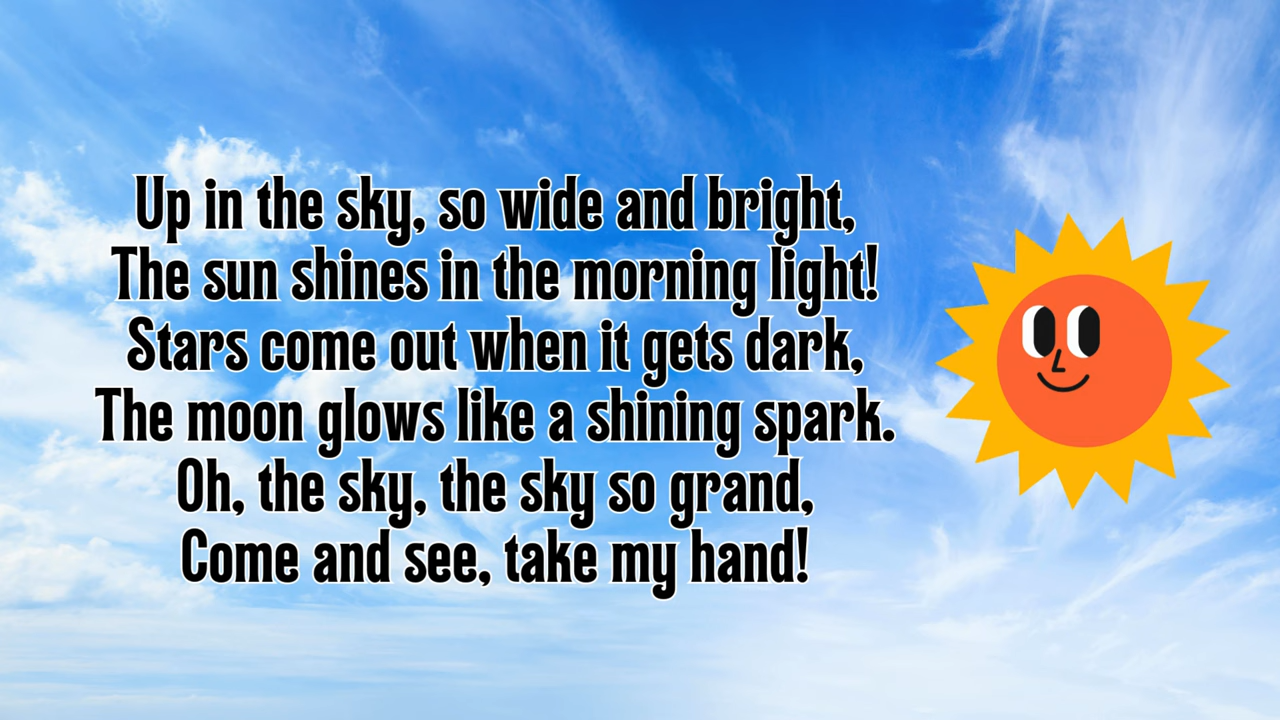 Up in the sky, so wide and bright,
The sun shines in the morning light!
Stars come out when it gets dark,
The moon glows like a shining spark.
Oh, the sky, the sky so grand,
Come and see, take my hand!